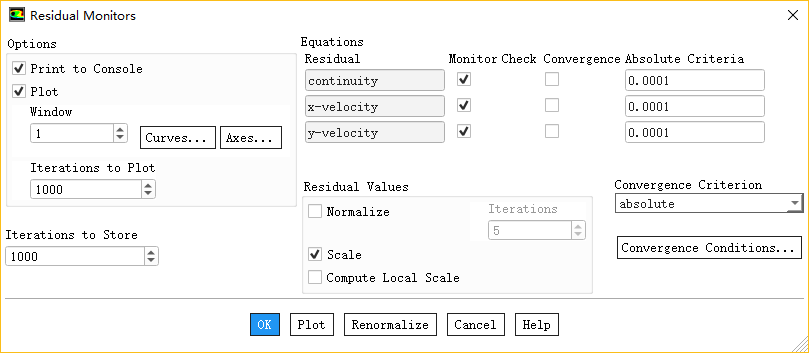 Residual Monitors
Options
Print to Console
Plot
Window
1
Curves... Axes...
Iterations to Plot
1000
Iterations to Store
1000
Equations
Residual Monitor Check Convergence Absolute Criteria
continuity 0.0001
x-velocity 0.0001
y-velocity 0.0001
Residual Values
Normalize
Iterations
5
Scale
Compute Local Scale
Convergence Criterion
absolute
Convergence Conditions...
OK Plot Renormalize Cancel Help